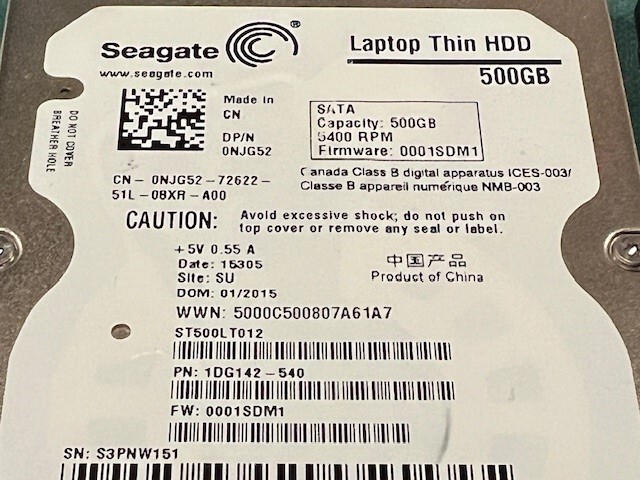 Seagate
®
www.seagate.com
Laptop Thin HDD
500GB
DO NOT COVER
BREATHER HOLE
Made in
CN
DP/N
0NJG52
SATA
Capacity: 500GB
5400 RPM
Firmware: 0001SDM1
CN - 0NJG52 - 72622 -
51L - 08XR - A00
Canada Class B digital apparatus ICES-003/
Classe B appareil numérique NMB-003
CAUTION: Avoid excessive shock; do not push on
top cover or remove any seal or label.
+5V 0.55 A
Date: 15305
Site: SU
DOM: 01/2015
中国产品
Product of China
WWN: 5000C500807A61A7
ST500LT012
PN: 1DG142-540
FW: 0001SDM1
SN: S3PNW151